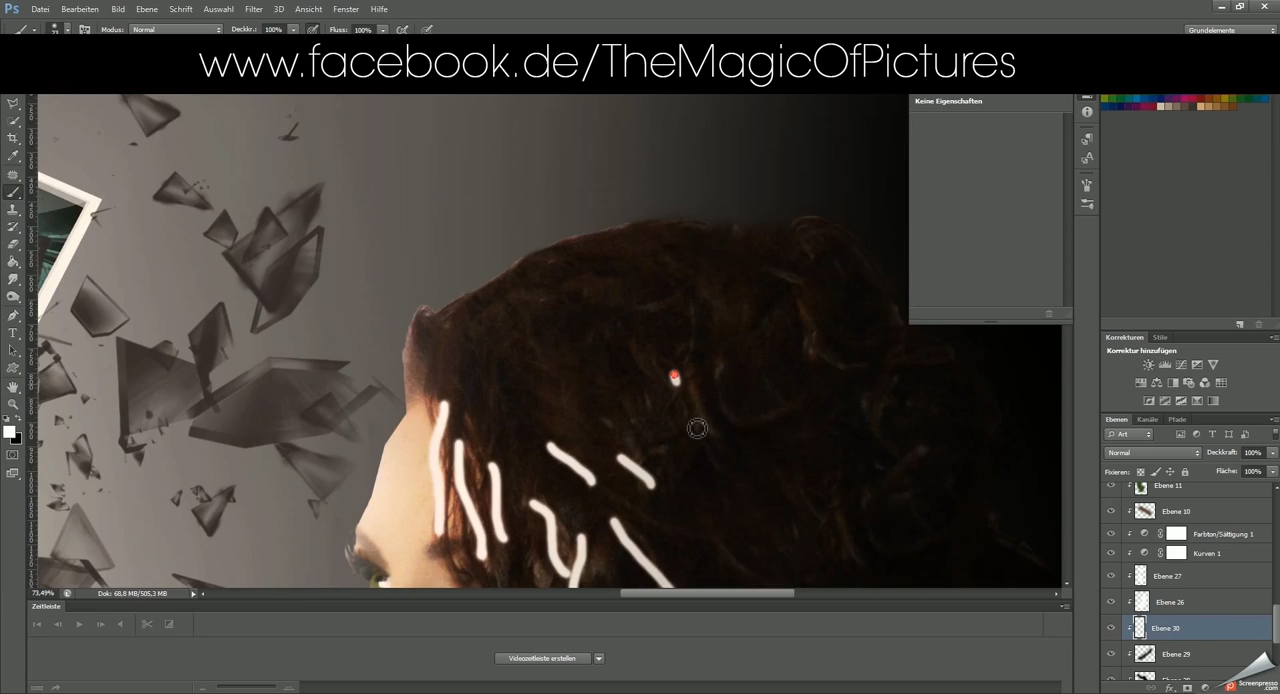 Ps Datei Bearbeiten Bild Ebene Schrift Auswahl Filter 3D Ansicht Fenster Hilfe
Modus: Normal Deckkr.: 100% Fluss: 100% Grundelemente
www.facebook.de/TheMagicOfPictures
Keine Eigenschaften
Korrekturen Stile
Korrektur hinzufügen
Ebenen Kanäle Pfade
Art
Normal Deckkraft: 100%
Fixieren: Fläche: 100%
Ebene 11
Ebene 10
Farbton/Sättigung 1
Kurven 1
Ebene 27
Ebene 26
Ebene 30
Ebene 29
73,49% Dok: 68,8 MB/505,3 MB
Zeitleiste
Videozeitleiste erstellen
Screenpresso
.com